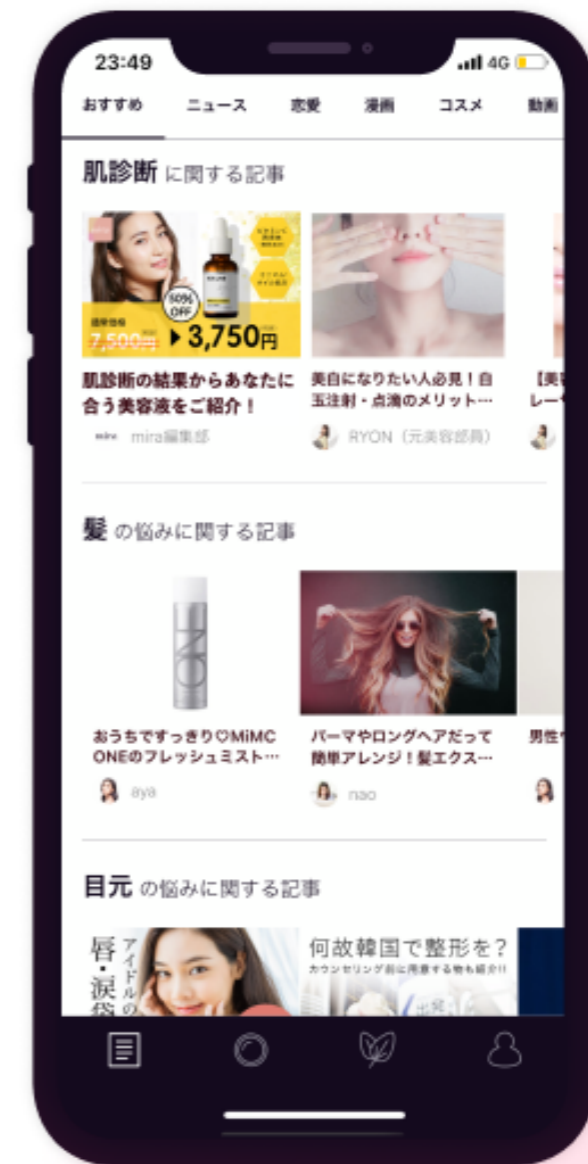 23:49
4G
おすすめ ニュース 恋愛 漫画 コスメ 動画
肌診断 に関する記事
50%
OFF
通常価格
7,500円 ▶ 3,750円
肌診断の結果からあなたに
合う美容液をご紹介！
mira mira編集部
美白になりたい人必見！白
玉注射・点滴のメリット…
RYON（元美容部員）
【美
レー
髪 の悩みに関する記事
NO
おうちですっきり♡MiMC
ONEのフレッシュミスト…
aya
パーマやロングヘアだって
簡単アレンジ！髪エクス…
nao
男性
目元 の悩みに関する記事
アイドルの
唇・涙袋
何故韓国で整形を?
カウンセリング前に用意する物も紹介!!